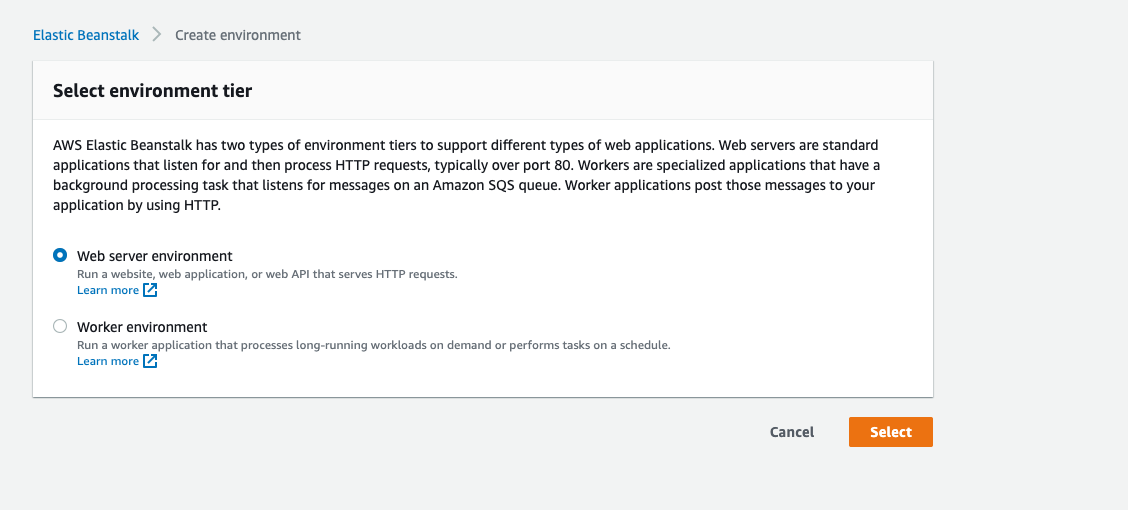 Elastic Beanstalk > Create environment
Select environment tier
AWS Elastic Beanstalk has two types of environment tiers to support different types of web applications. Web servers are standard
applications that listen for and then process HTTP requests, typically over port 80. Workers are specialized applications that have a
background processing task that listens for messages on an Amazon SQS queue. Worker applications post those messages to your
application by using HTTP.
Web server environment
Run a website, web application, or web API that serves HTTP requests.
Learn more
Worker environment
Run a worker application that processes long-running workloads on demand or performs tasks on a schedule.
Learn more
Cancel Select